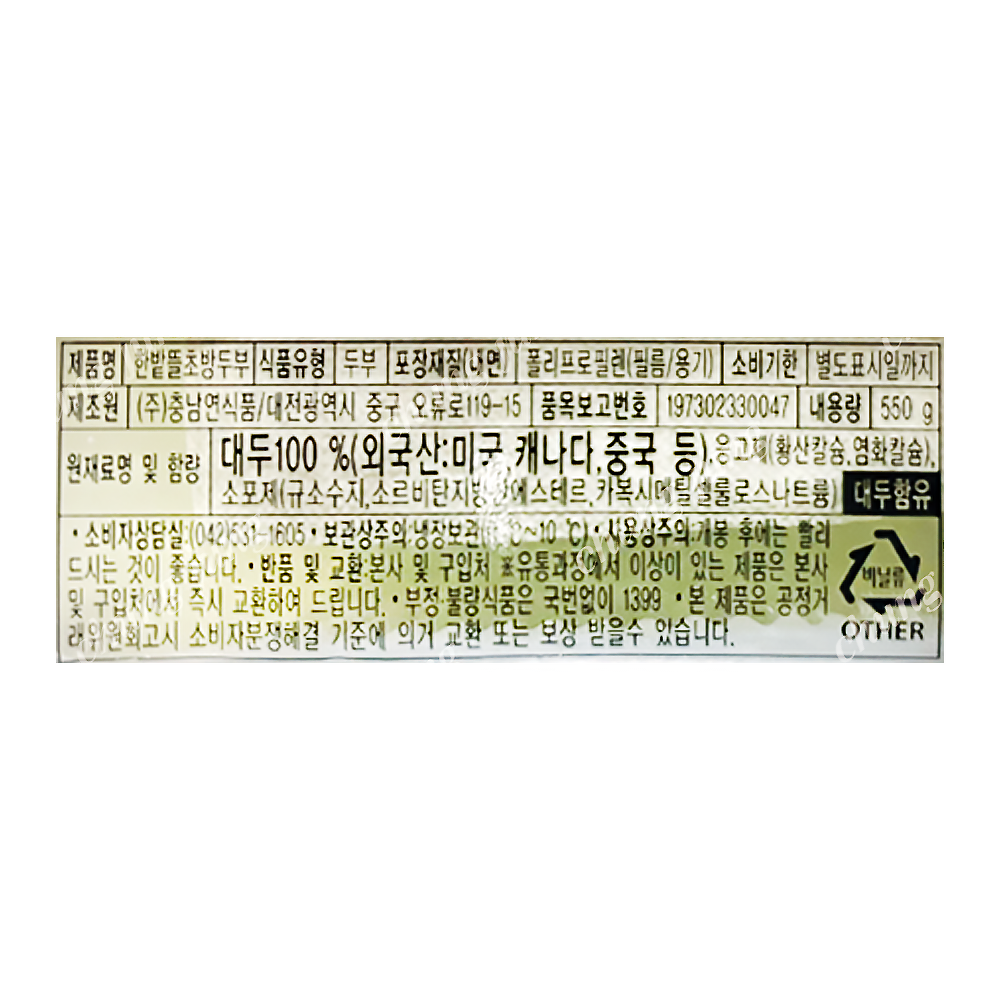 제품명 한밭뜰초방두부 식품유형 두부 포장재질(내면) 폴리프로필렌(필름/용기) 소비기한 별도표시일까지
제조원 (주)충남연식품/대전광역시 중구 오류로119-15 품목보고번호 197302330047 내용량 550 g
원재료명 및 함량 대두100 %(외국산:미국,캐나다,중국 등),응고제(황산칼슘,염화칼슘),
소포제(규소수지,소르비탄지방산에스테르,카복시메틸셀룰로스나트륨) 대두함유
•소비자상담실:(042)531-1605•보관상주의:냉장보관(0℃~10℃)•사용상주의:개봉 후에는 빨리
드시는 것이 좋습니다.•반품 및 교환:본사 및 구입처 ※유통과정에서 이상이 있는 제품은 본사
및 구입처에서 즉시 교환하여 드립니다.•부정·불량식품은 국번없이 1399 •본 제품은 공정거
래위원회고시 소비자분쟁해결 기준에 의거 교환 또는 보상 받을수 있습니다.
비닐류
OTHER